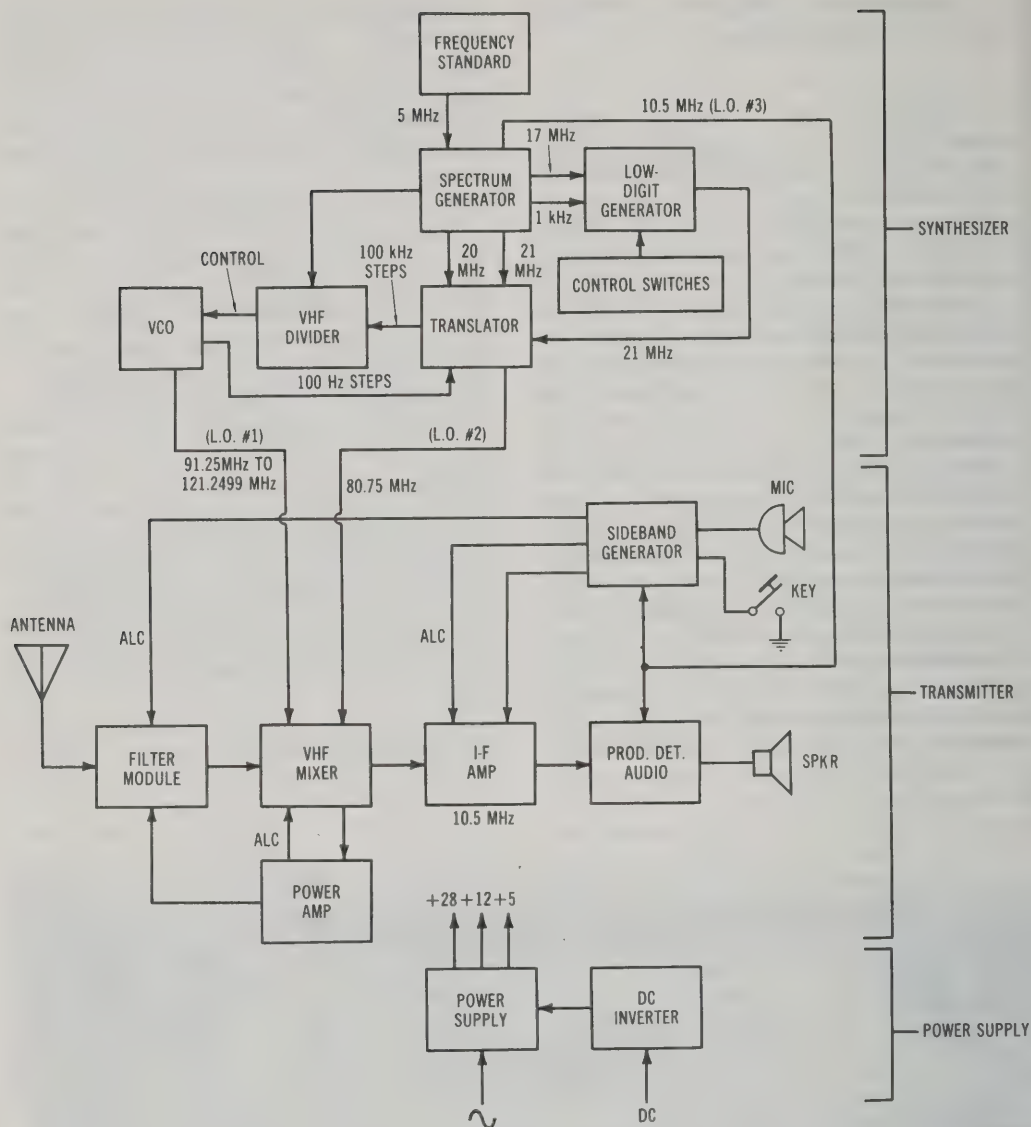 FREQUENCY
STANDARD
5 MHz
10.5 MHz (L.O. #3)
17 MHz
SPECTRUM
GENERATOR
1 kHz
LOW-
DIGIT
GENERATOR
SYNTHESIZER
CONTROL
100 kHz
STEPS
20
MHz
21
MHz
CONTROL SWITCHES
VCO
VHF
DIVIDER
TRANSLATOR
21 MHz
100 Hz STEPS
(L.O. #1)
91.25MHz TO
121.2499 MHz
(L.O. #2)
80.75 MHz
MIC
SIDEBAND
GENERATOR
KEY
ANTENNA
ALC
ALC
TRANSMITTER
FILTER
MODULE
VHF
MIXER
I-F
AMP
10.5 MHz
PROD. DET.
AUDIO
SPKR
ALC
POWER
AMP
+28 +12 +5
POWER
SUPPLY
DC
INVERTER
POWER SUPPLY
DC